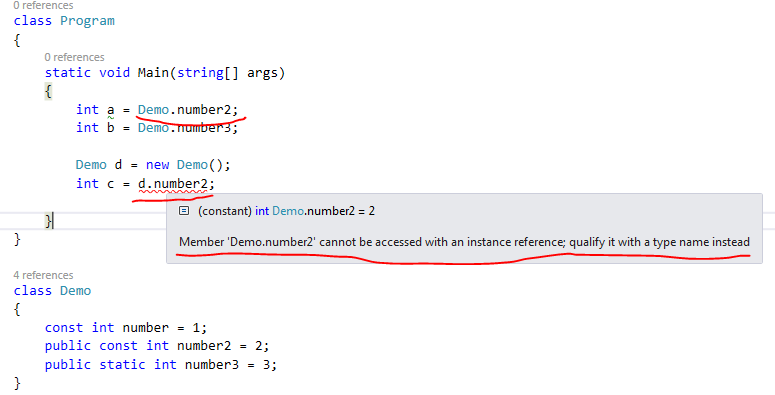 0 references
class Program
{
0 references
static void Main(string[] args)
{
int a = Demo.number2;
int b = Demo.number3;
Demo d = new Demo();
int c = d.number2;
(constant) int Demo.number2 = 2
}
Member 'Demo.number2' cannot be accessed with an instance reference; qualify it with a type name instead
}
4 references
class Demo
{
const int number = 1;
public const int number2 = 2;
public static int number3 = 3;
}